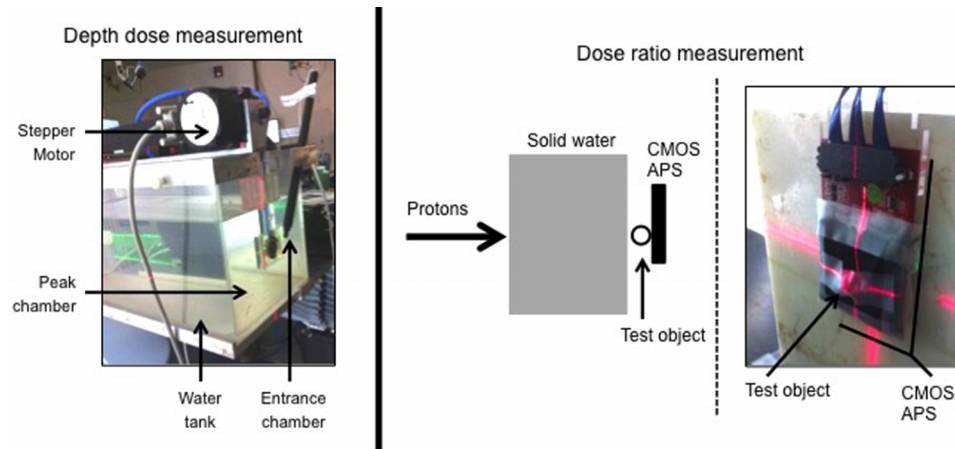 Depth dose measurement
Stepper
Motor
Peak
chamber
Water
tank
Entrance
chamber
Dose ratio measurement
Solid water
CMOS
APS
Protons
Test object
Test object
CMOS
APS